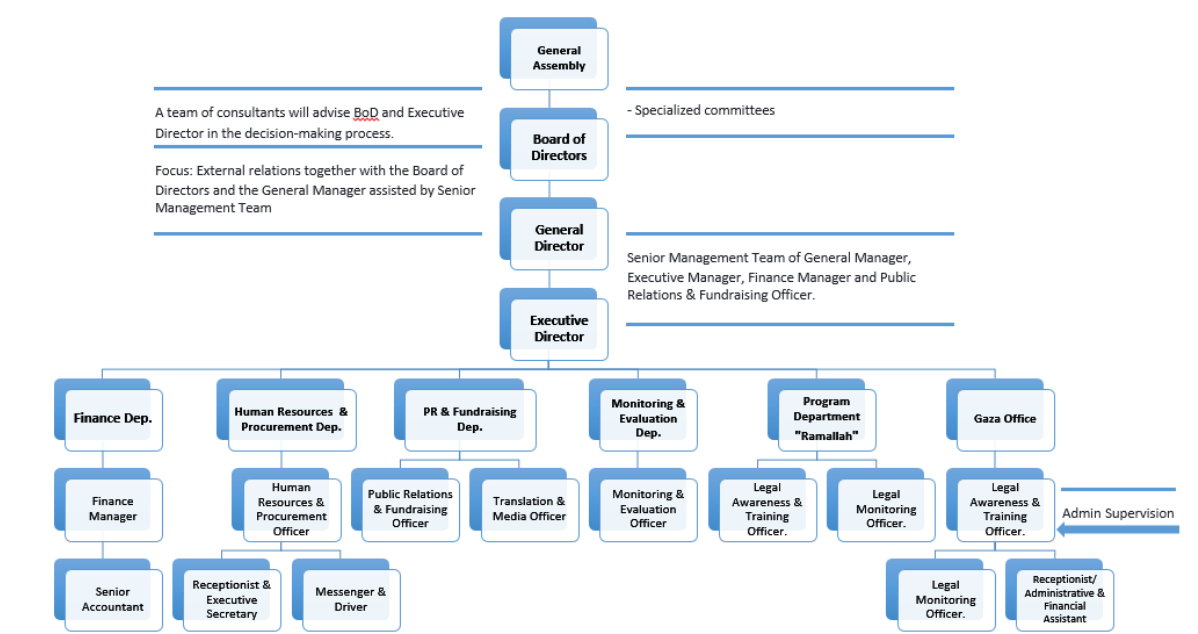 General
Assembly
A team of consultants will advise BoD and Executive
Director in the decision-making process.
- Specialized committees
Board of
Directors
Focus: External relations together with the Board of
Directors and the General Manager assisted by Senior
Management Team
General
Director
Senior Management Team of General Manager,
Executive Manager, Finance Manager and Public
Relations & Fundraising Officer.
Executive
Director
Finance Dep.
Human Resources &
Procurement Dep.
PR & Fundraising
Dep.
Monitoring &
Evaluation
Dep.
Program
Department
"Ramallah"
Gaza Office
Finance
Manager
Human
Resources &
Procurement
Officer
Public Relations
& Fundraising
Officer
Translation &
Media Officer
Monitoring &
Evaluation
Officer
Legal
Awareness &
Training
Officer.
Legal
Monitoring
Officer.
Legal
Awareness &
Training
Officer.
Admin Supervision
Senior
Accountant
Receptionist &
Executive
Secretary
Messenger &
Driver
Legal
Monitoring
Officer.
Receptionist/
Administrative &
Financial
Assistant